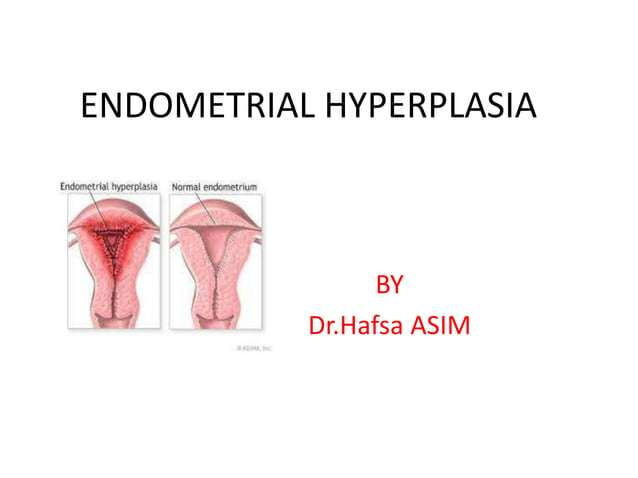 ENDOMETRIAL HYPERPLASIA
Endometrial hyperplasia
Normal endometrium
BY
Dr.Hafsa ASIM